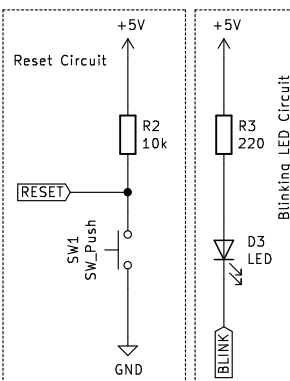 +5V
Reset Circuit
R2
10k
RESET
SW1
SW_Push
GND
+5V
R3
220
D3
LED
BLINK
Blinking LED Circuit